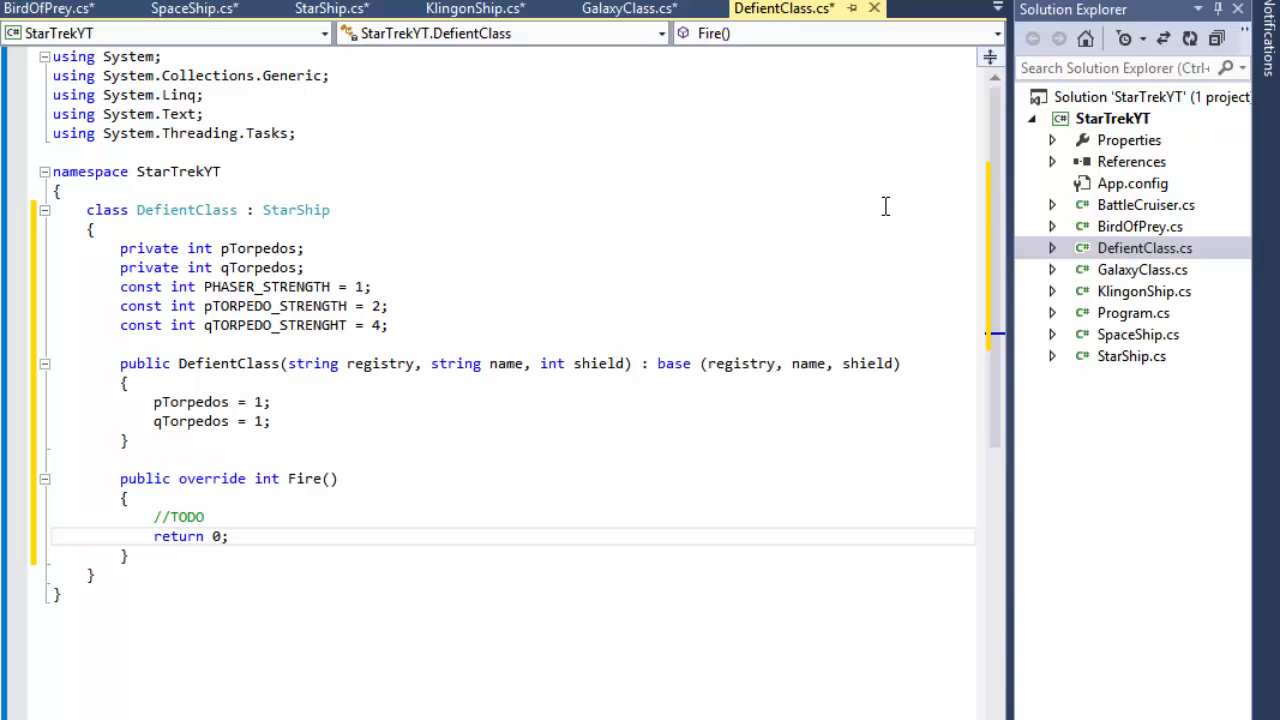 BirdOfPrey.cs* SpaceShip.cs* StarShip.cs* KlingonShip.cs* GalaxyClass.cs* DefientClass.cs*
StarTrekYT StarTrekYT.DefientClass Fire()
using System;
using System.Collections.Generic;
using System.Linq;
using System.Text;
using System.Threading.Tasks;
namespace StarTrekYT
{
class DefientClass : StarShip
{
private int pTorpedos;
private int qTorpedos;
const int PHASER_STRENGTH = 1;
const int pTORPEDO_STRENGTH = 2;
const int qTORPEDO_STRENGHT = 4;
public DefientClass(string registry, string name, int shield) : base (registry, name, shield)
{
pTorpedos = 1;
qTorpedos = 1;
}
public override int Fire()
{
//TODO
return 0;
}
}
}
Solution Explorer
Search Solution Explorer (Ctrl+
Solution 'StarTrekYT' (1 project
StarTrekYT
Properties
References
App.config
BattleCruiser.cs
BirdOfPrey.cs
DefientClass.cs
GalaxyClass.cs
KlingonShip.cs
Program.cs
SpaceShip.cs
StarShip.cs
Notifications